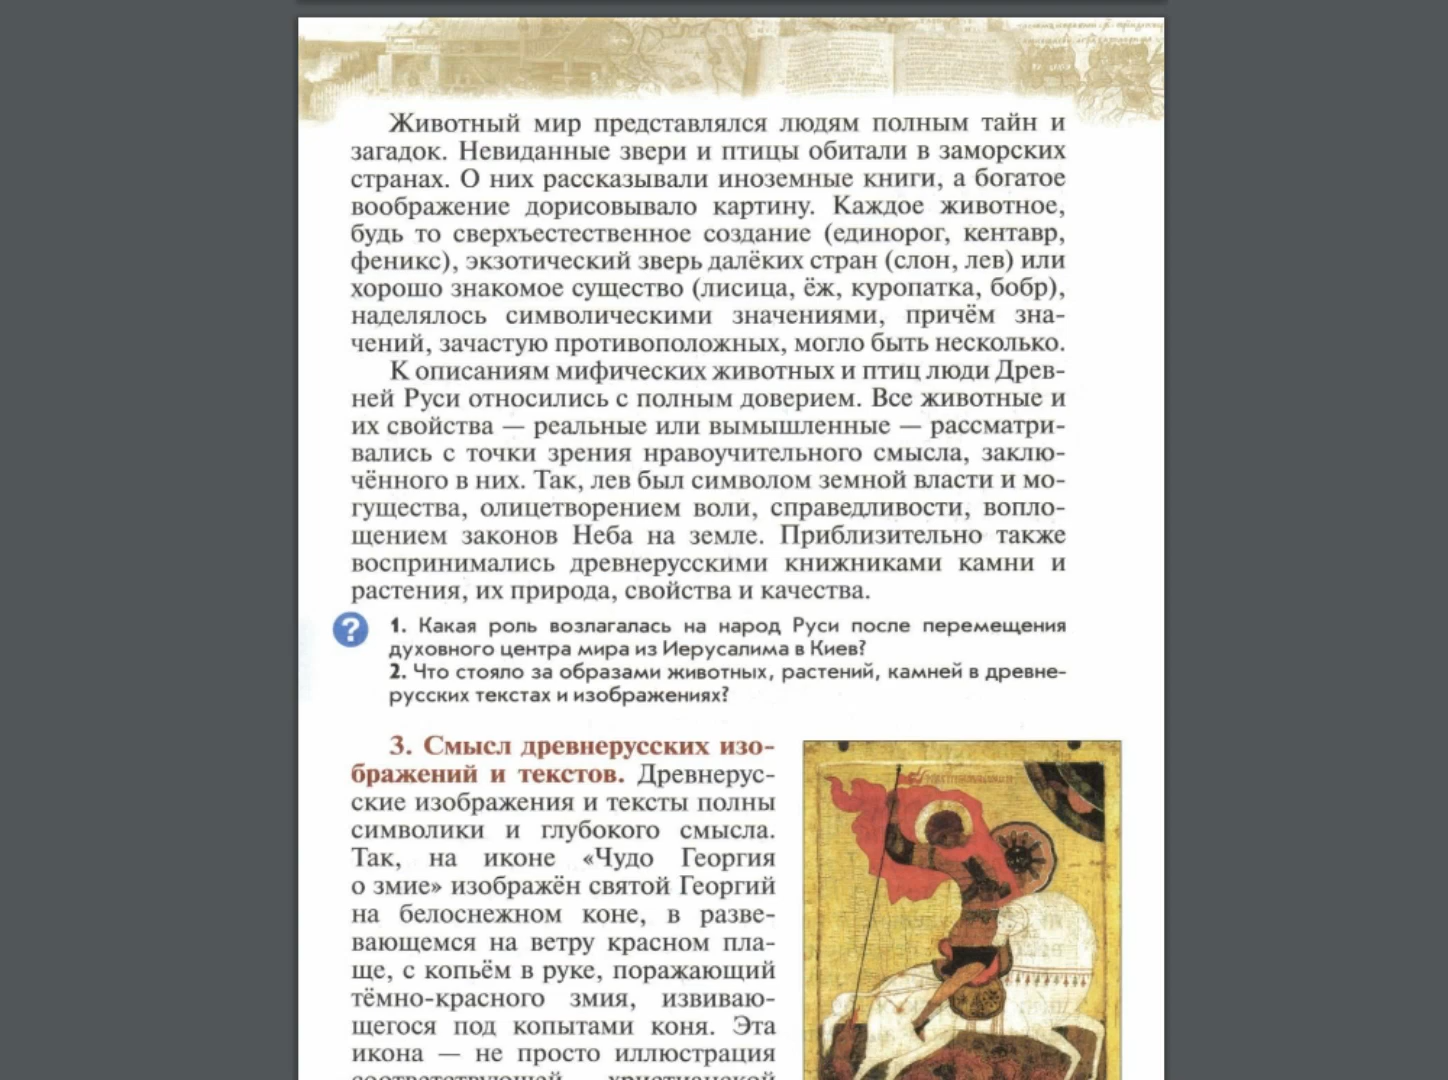 Животный мир представлялся людям полным тайн и
загадок. Невиданные звери и птицы обитали в заморских
странах. О них рассказывали иноземные книги, а богатое
воображение дорисовывало картину. Каждое животное,
будь то сверхъестественное создание (единорог, кентавр,
феникс), экзотический зверь далёких стран (слон, лев) или
хорошо знакомое существо (лисица, ёж, куропатка, бобр),
наделялось символическими значениями, причём зна-
чений, зачастую противоположных, могло быть несколько.
К описаниям мифических животных и птиц люди Древ-
ней Руси относились с полным доверием. Все животные и
их свойства — реальные или вымышленные — рассматри-
вались с точки зрения нравоучительного смысла, заклю-
чённого в них. Так, лев был символом земной власти и мо-
гущества, олицетворением воли, справедливости, вопло-
щением законов Неба на земле. Приблизительно также
воспринимались древнерусскими книжниками камни и
растения, их природа, свойства и качества.
?
1. Какая роль возлагалась на народ Руси после перемещения
духовного центра мира из Иерусалима в Киев?
2. Что стояло за образами животных, растений, камней в древне-
русских текстах и изображениях?
3. Смысл древнерусских изо-
бражений и текстов. Древнерус-
ские изображения и тексты полны
символики и глубокого смысла.
Так, на иконе «Чудо Георгия
о змие» изображён святой Георгий
на белоснежном коне, в разве-
вающемся на ветру красном пла-
ще, с копьём в руке, поражающий
тёмно-красного змия, извиваю-
щегося под копытами коня. Эта
икона — не просто иллюстрация
соответствующей христианской